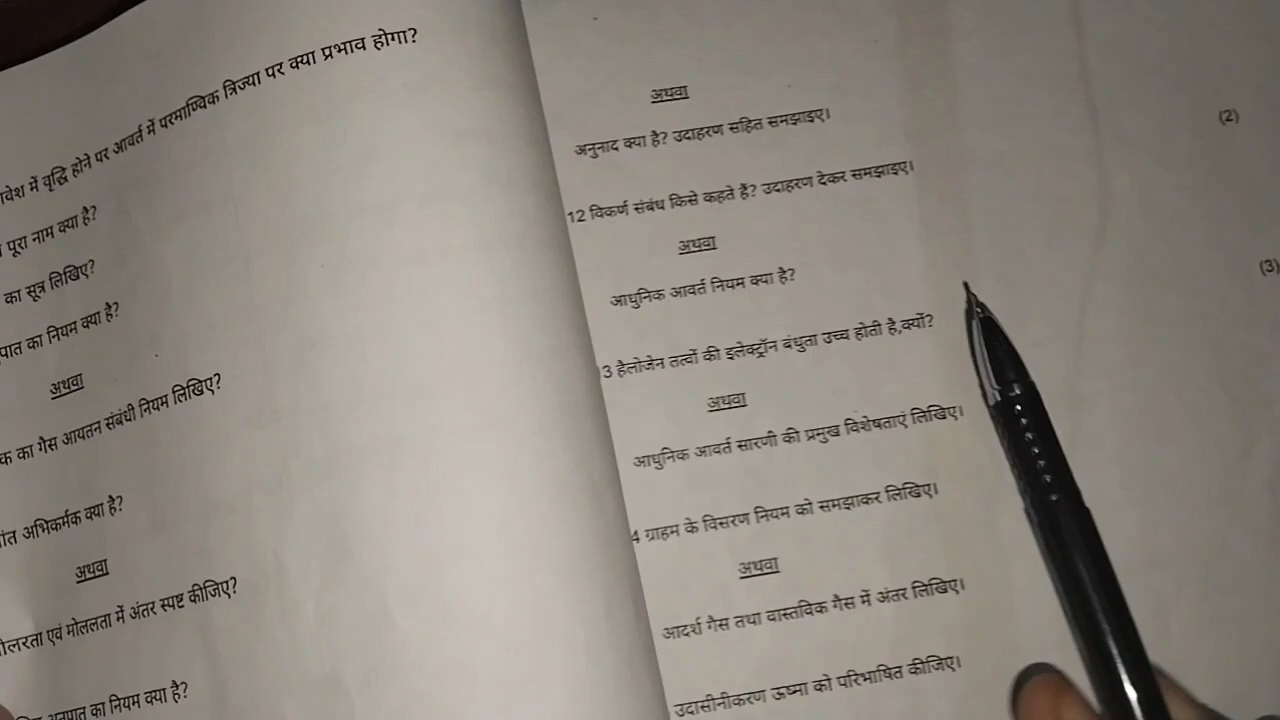 में वृद्धि होने पर आवर्त में परमाण्विक त्रिज्या पर क्या प्रभाव होगा?
पूरा नाम क्या है?
का सूत्र लिखिए?
का नियम क्या है?
अथवा
का गैस आयतन संबंधी नियम लिखिए?
अभिकर्मक क्या है?
अथवा
एवं मोललता में अंतर स्पष्ट कीजिए?
का नियम क्या है?
अथवा
अनुनाद क्या है? उदाहरण सहित समझाइए।
(2)
12 विकर्ण संबंध किसे कहते हैं? उदाहरण देकर समझाइए।
अथवा
(3)
आधुनिक आवर्त नियम क्या है?
3 हैलोजेन तत्वों की इलेक्ट्रॉन बंधुता उच्च होती है,क्यों?
अथवा
आधुनिक आवर्त सारणी की प्रमुख विशेषताएं लिखिए।
4 ग्राहम के विसरण नियम को समझाकर लिखिए।
अथवा
आदर्श गैस तथा वास्तविक गैस में अंतर लिखिए।
उदासीनीकरण ऊष्मा को परिभाषित कीजिए।